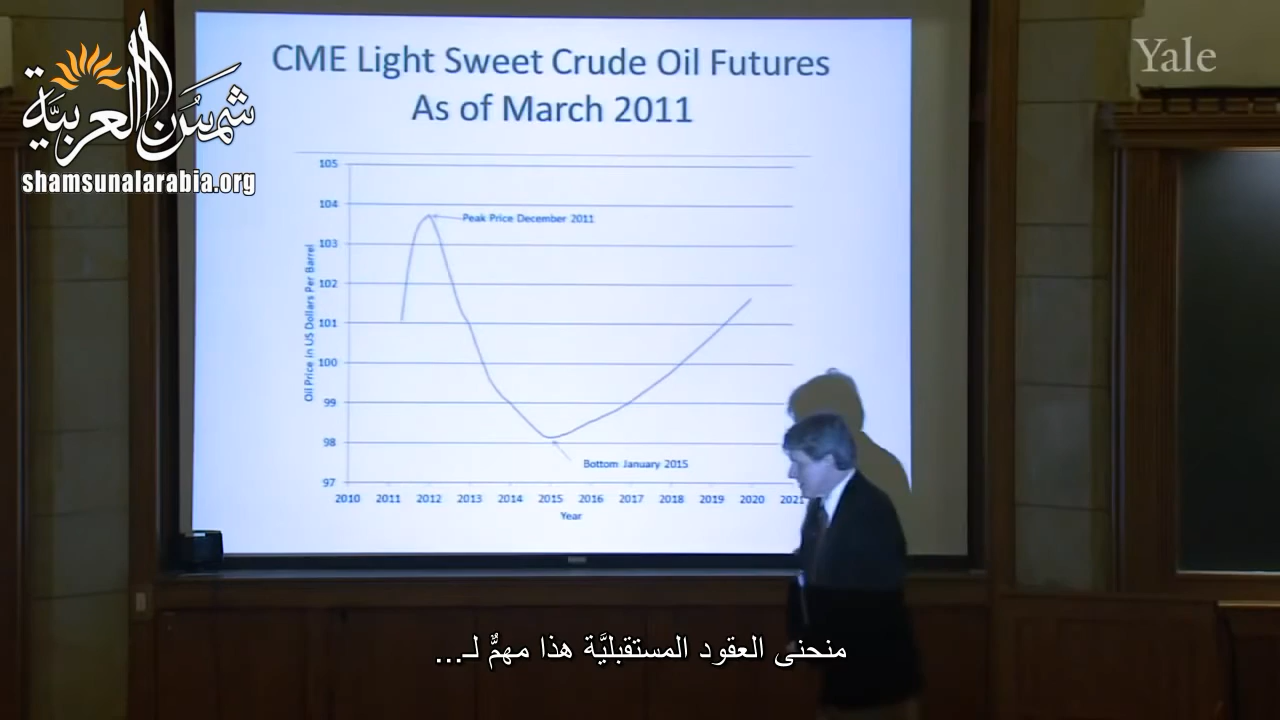 شمسُنا العربيَّة
shamsunalarabia.org
Yale
CME Light Sweet Crude Oil Futures
As of March 2011
105
104
103
102
101
100
99
98
97
Oil Price in US Dollars Per Barrel
Peak Price December 2011
Bottom January 2015
2010 2011 2012 2013 2014 2015 2016 2017 2018 2019 2020 2021
Year
منحنى العقود المستقبليَّة هذا مهمٌّ لـ...